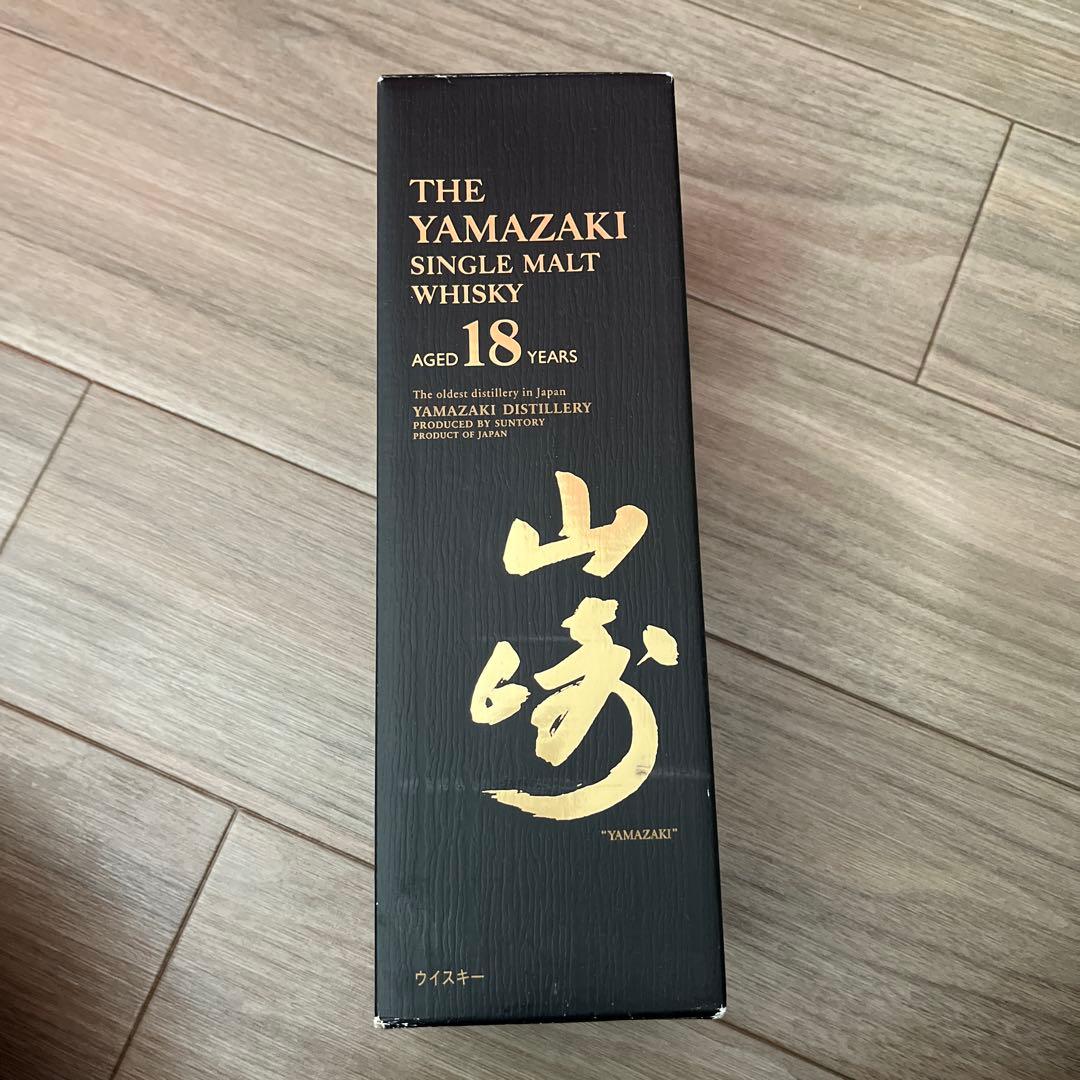 THE
YAMAZAKI
SINGLE MALT
WHISKY
AGED 18 YEARS
The oldest distillery in Japan
YAMAZAKI DISTILLERY
PRODUCED BY SUNTORY
PRODUCT OF JAPAN
山
崎
"YAMAZAKI"
ウイスキー